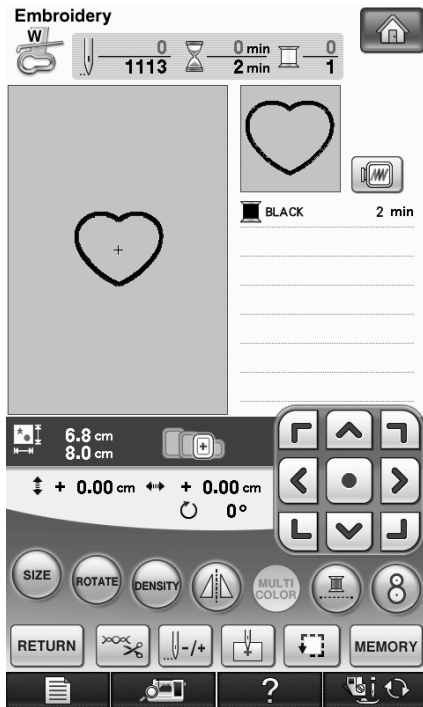 Embroidery
W
0 0 min 0
1113 2 min 1
BLACK 2 min
6.8 cm
8.0 cm
+ 0.00 cm + 0.00 cm
0°
SIZE ROTATE DENSITY MULTI COLOR 8
RETURN -/+ MEMORY
?